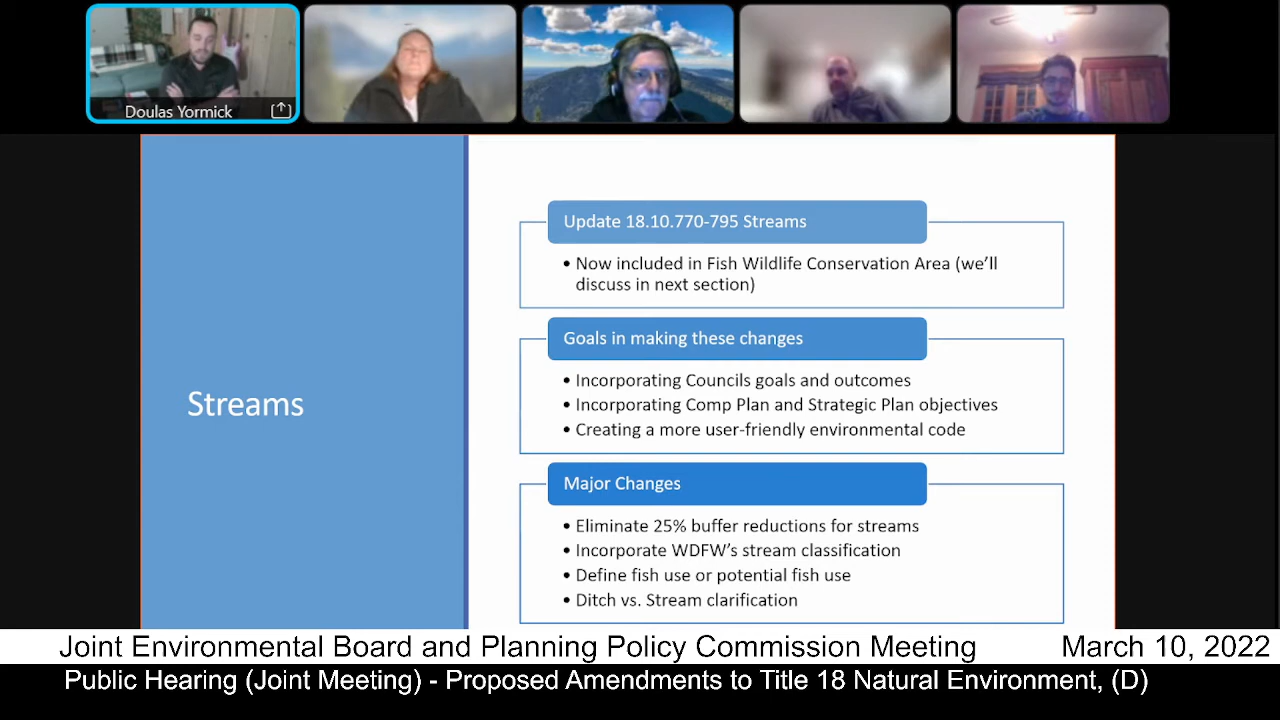 Doulas Yormick
Streams
Update 18.10.770-795 Streams
• Now included in Fish Wildlife Conservation Area (we'll
discuss in next section)
Goals in making these changes
• Incorporating Councils goals and outcomes
• Incorporating Comp Plan and Strategic Plan objectives
• Creating a more user-friendly environmental code
Major Changes
• Eliminate 25% buffer reductions for streams
• Incorporate WDFW's stream classification
• Define fish use or potential fish use
• Ditch vs. Stream clarification
Joint Environmental Board and Planning Policy Commission Meeting March 10, 2022
Public Hearing (Joint Meeting) - Proposed Amendments to Title 18 Natural Environment, (D)